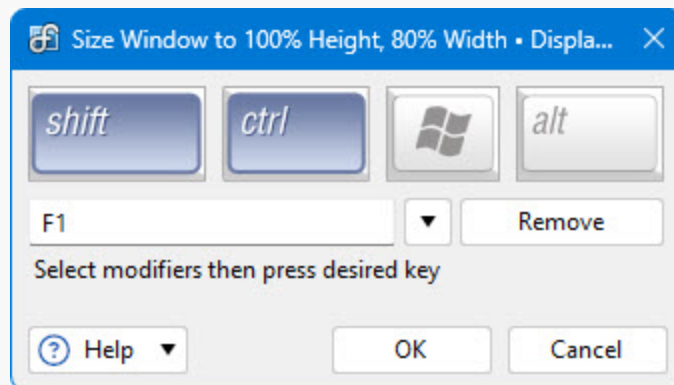 Size Window to 100% Height, 80% Width • Displa...
shift ctrl alt
F1 Remove
Select modifiers then press desired key
? Help OK Cancel